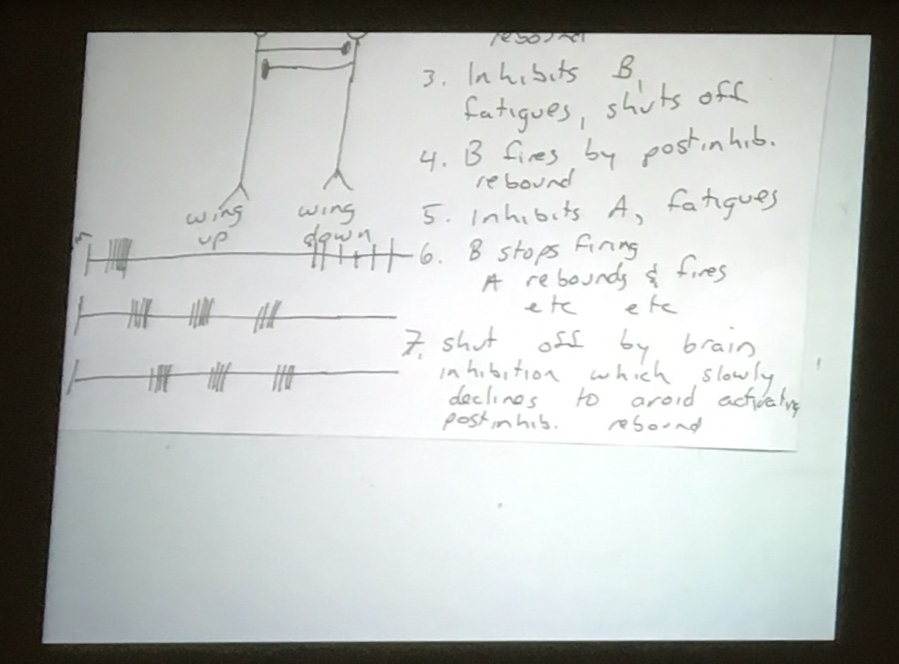 rebound
3. Inhibits B,
fatigues, shuts off
4. B fires by postinhib.
rebound
5. Inhibits A, fatigues
6. B stops firing
A rebounds & fires
etc etc
7. shut off by brain
inhibition which slowly
declines to avoid activating
postinhib. rebound
wing up
wing down